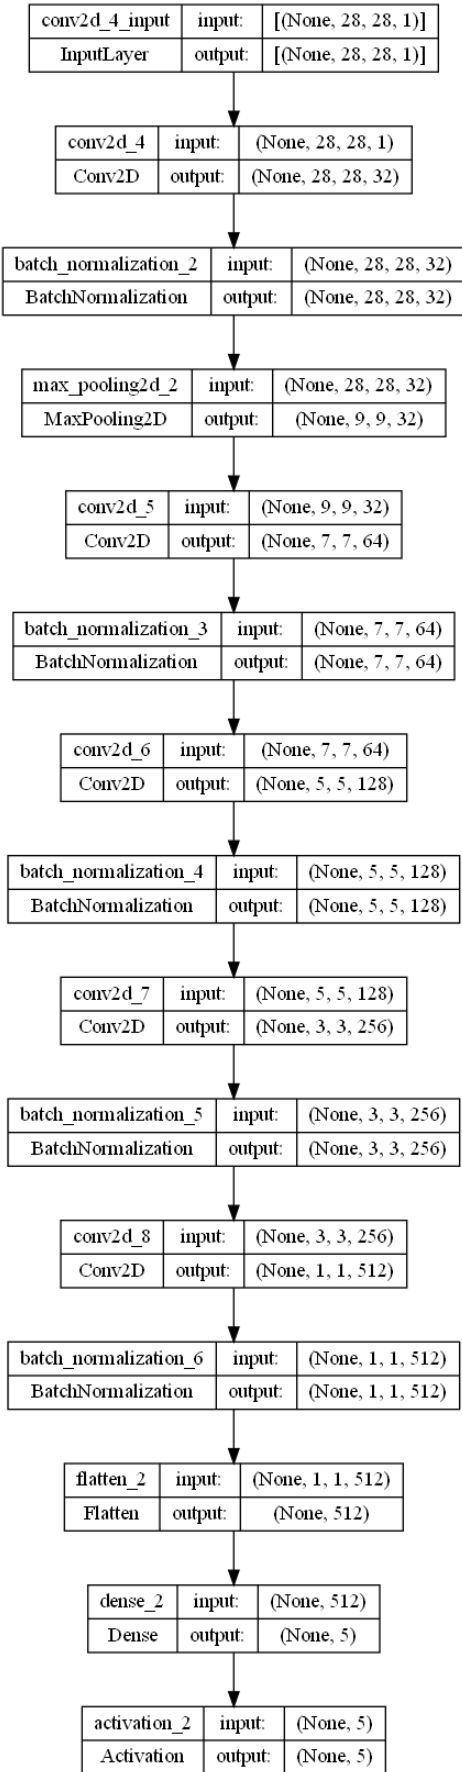 conv2d_4_input input: [(None, 28, 28, 1)]
InputLayer output: [(None, 28, 28, 1)]
conv2d_4 input: (None, 28, 28, 1)
Conv2D output: (None, 28, 28, 32)
batch_normalization_2 input: (None, 28, 28, 32)
BatchNormalization output: (None, 28, 28, 32)
max_pooling2d_2 input: (None, 28, 28, 32)
MaxPooling2D output: (None, 9, 9, 32)
conv2d_5 input: (None, 9, 9, 32)
Conv2D output: (None, 7, 7, 64)
batch_normalization_3 input: (None, 7, 7, 64)
BatchNormalization output: (None, 7, 7, 64)
conv2d_6 input: (None, 7, 7, 64)
Conv2D output: (None, 5, 5, 128)
batch_normalization_4 input: (None, 5, 5, 128)
BatchNormalization output: (None, 5, 5, 128)
conv2d_7 input: (None, 5, 5, 128)
Conv2D output: (None, 3, 3, 256)
batch_normalization_5 input: (None, 3, 3, 256)
BatchNormalization output: (None, 3, 3, 256)
conv2d_8 input: (None, 3, 3, 256)
Conv2D output: (None, 1, 1, 512)
batch_normalization_6 input: (None, 1, 1, 512)
BatchNormalization output: (None, 1, 1, 512)
flatten_2 input: (None, 1, 1, 512)
Flatten output: (None, 512)
dense_2 input: (None, 512)
Dense output: (None, 5)
activation_2 input: (None, 5)
Activation output: (None, 5)